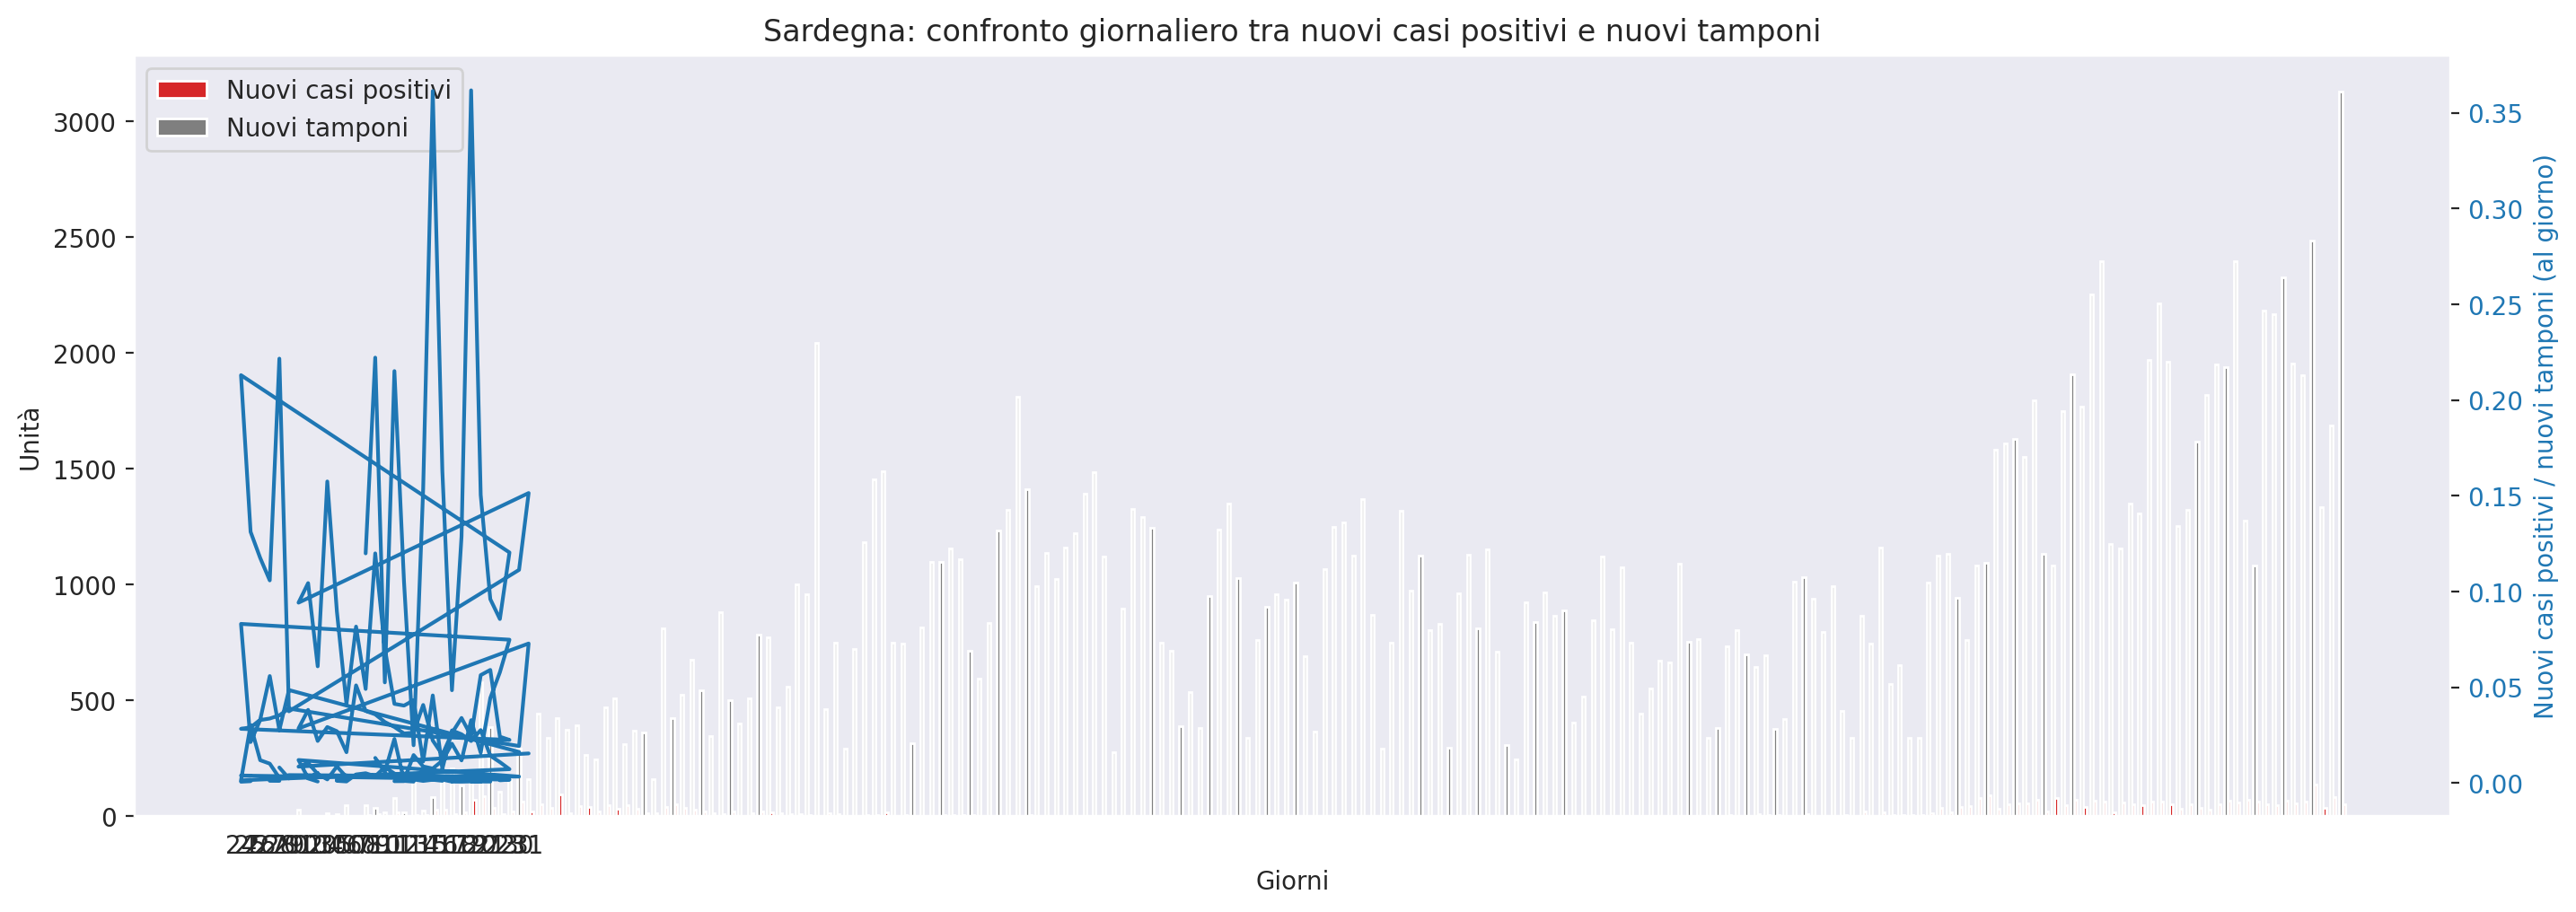 Sardegna: confronto giornaliero tra nuovi casi positivi e nuovi tamponi
Nuovi casi positivi
Nuovi tamponi
3000
2500
2000
1500
1000
500
0
Unità
0.35
0.30
0.25
0.20
0.15
0.10
0.05
0.00
Nuovi casi positivi / nuovi tamponi (al giorno)
Giorni